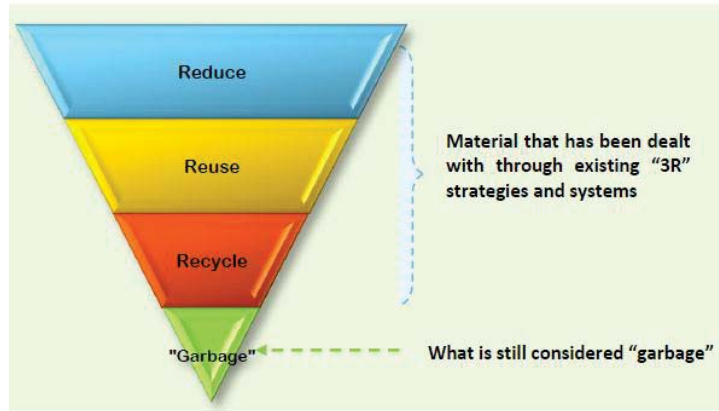 Reduce
Reuse
Recycle
"Garbage"
Material that has been dealt
with through existing “3R”
strategies and systems
What is still considered “garbage”